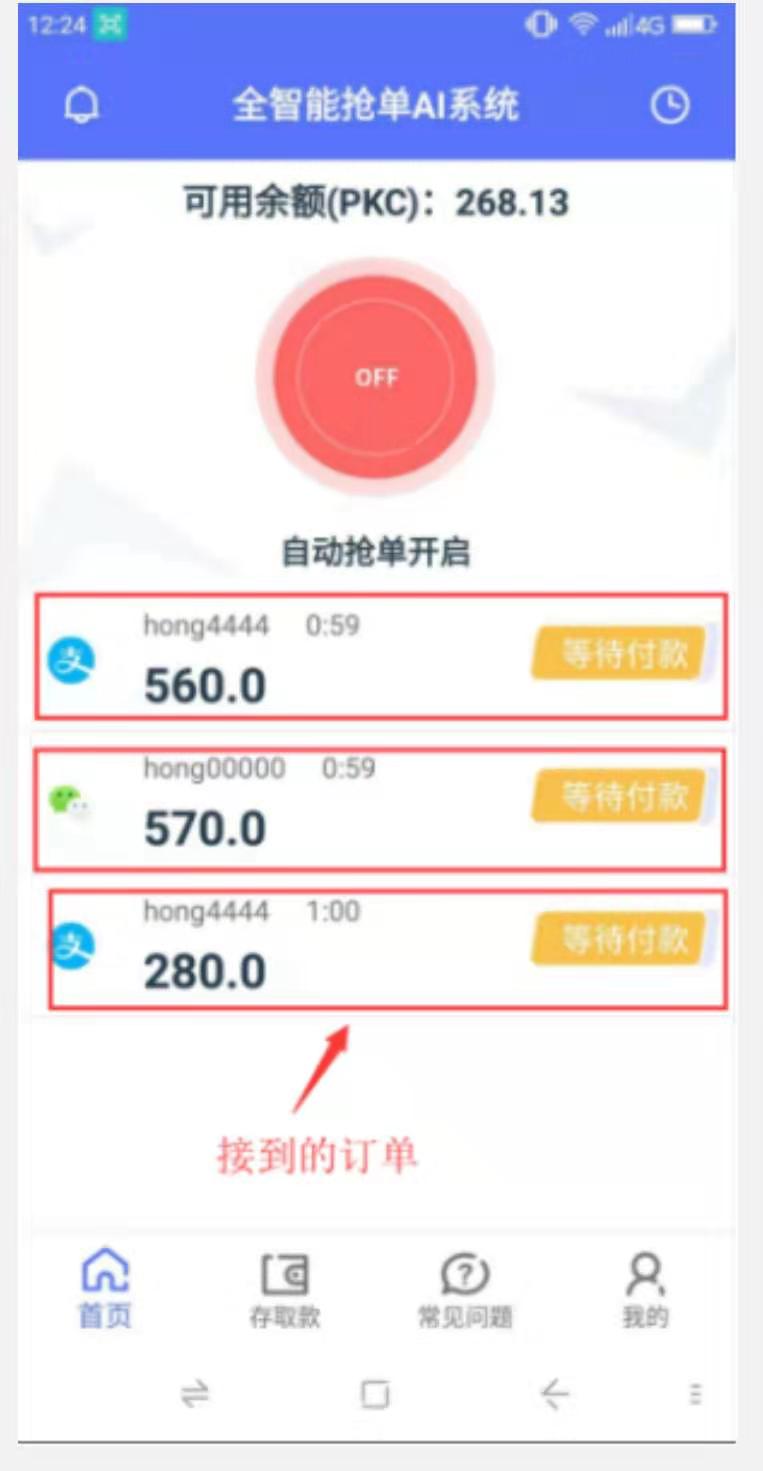 12:24
4G
全智能抢单AI系统
可用余额(PKC)：268.13
OFF
自动抢单开启
hong4444 0:59
支
560.0
等待付款
hong00000 0:59
570.0
等待付款
hong4444 1:00
支
280.0
等待付款
接到的订单
首页 存取款 常见问题 我的